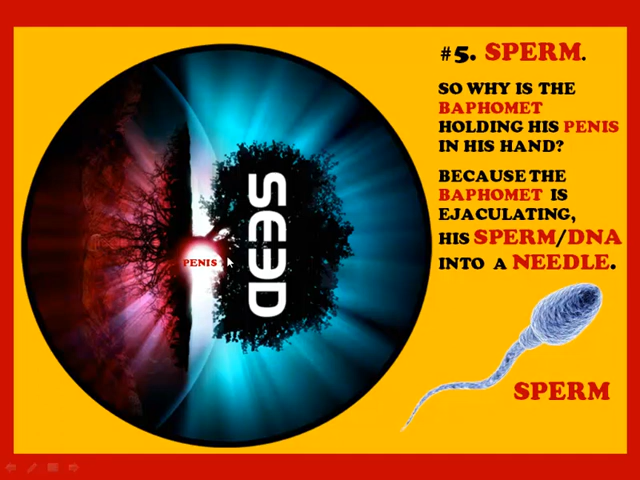 #5. SPERM.
SO WHY IS THE
BAPHOMET
HOLDING HIS PENIS
IN HIS HAND?
BECAUSE THE
BAPHOMET IS
EJACULATING,
HIS SPERM/DNA
INTO A NEEDLE.
SEED
PENIS
SPERM